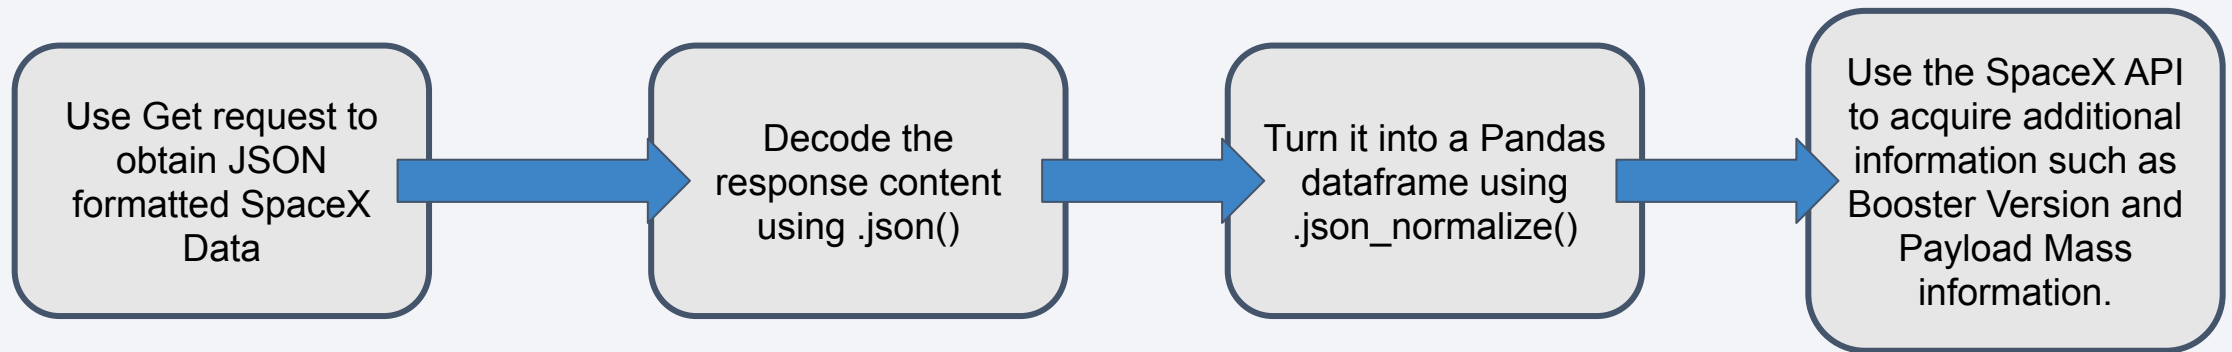 Use Get request to
obtain JSON
formatted SpaceX
Data
Decode the
response content
using .json()
Turn it into a Pandas
dataframe using
.json_normalize()
Use the SpaceX API
to acquire additional
information such as
Booster Version and
Payload Mass
information.